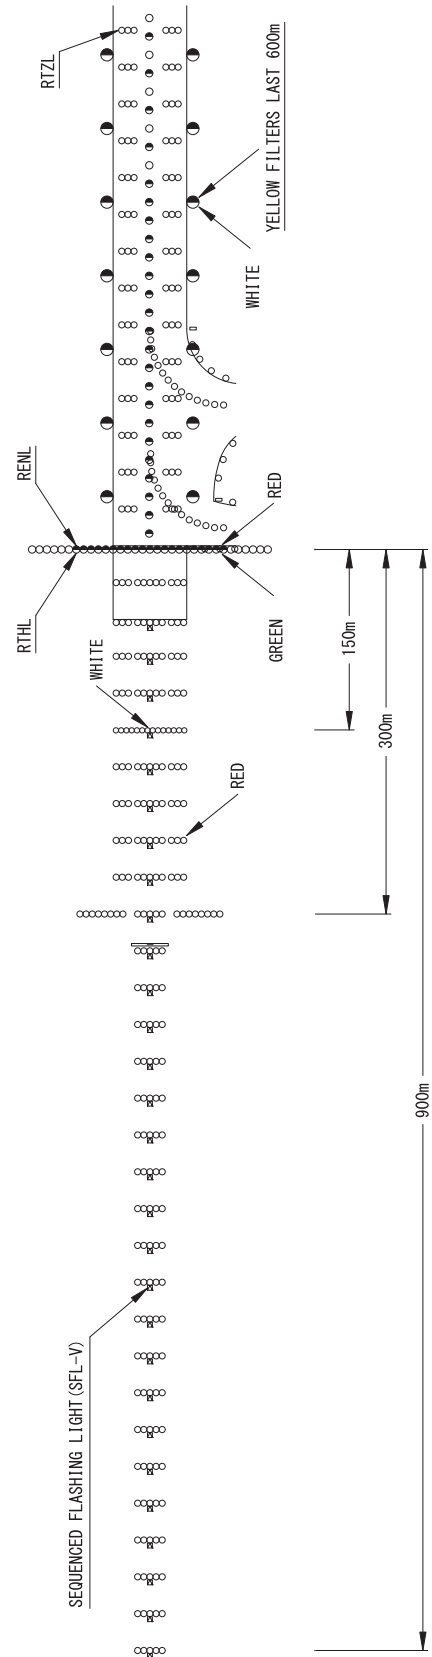 RTZL
YELLOW FILTERS LAST 600m
WHITE
RENL
RED
RTHL
GREEN
WHITE
150m
300m
RED
900m
SEQUENCED FLASHING LIGHT(SFL-V)